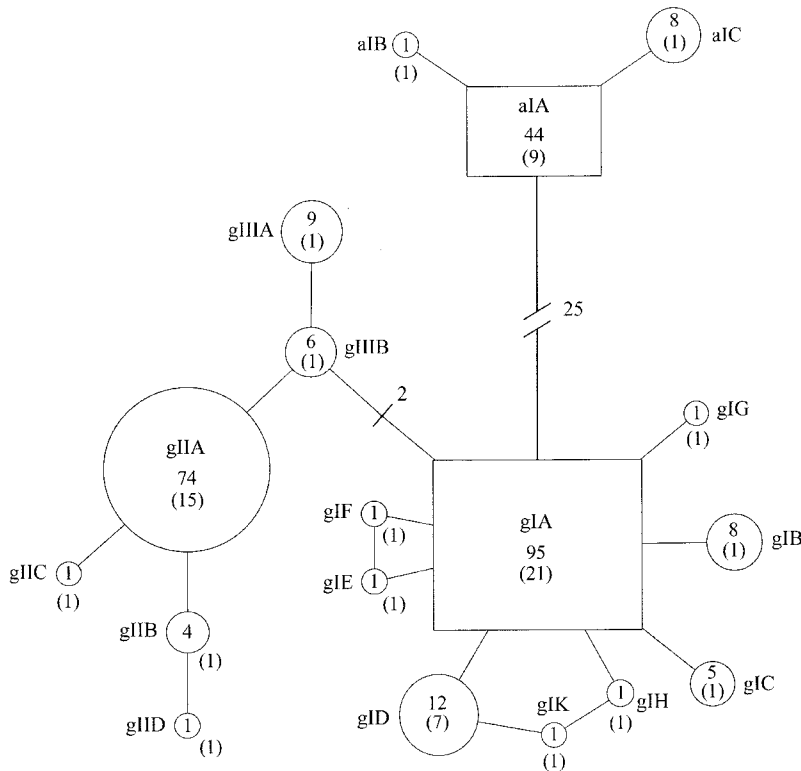 aIB
1
(1)
8
(1)
aIC
aIA
44
(9)
gIIIA
9
(1)
25
6
(1)
gIIIB
2
gIIA
74
(15)
1
(1)
gIG
gIF
1
(1)
gIA
95
(21)
8
(1)
gIB
gIIC
1
(1)
gIE
1
(1)
gIIB
4
(1)
5
(1)
gIC
gID
12
(7)
gIK
1
(1)
1
(1)
gIH
gIID
1
(1)